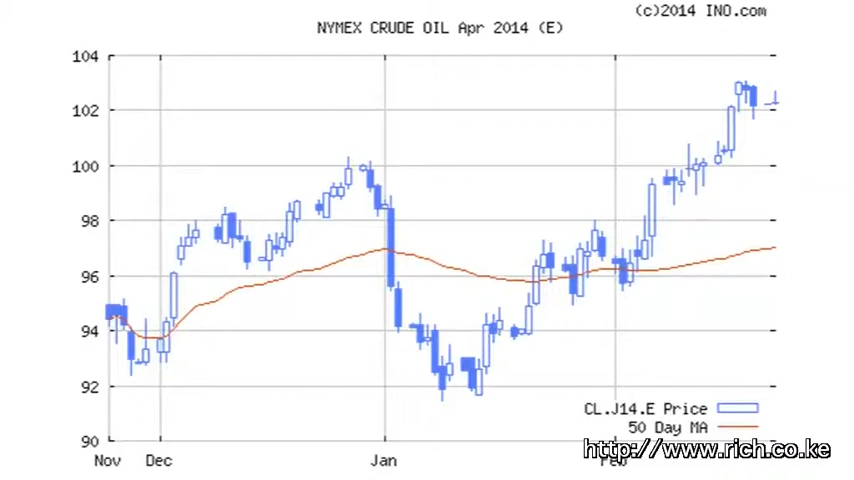 (c)2014 INO.com
NYMEX CRUDE OIL Apr 2014 (E)
104
102
100
98
96
94
92
90
CL.J14.E Price
50 Day MA
Nov Dec Jan Feb
http://www.rich.co.ke